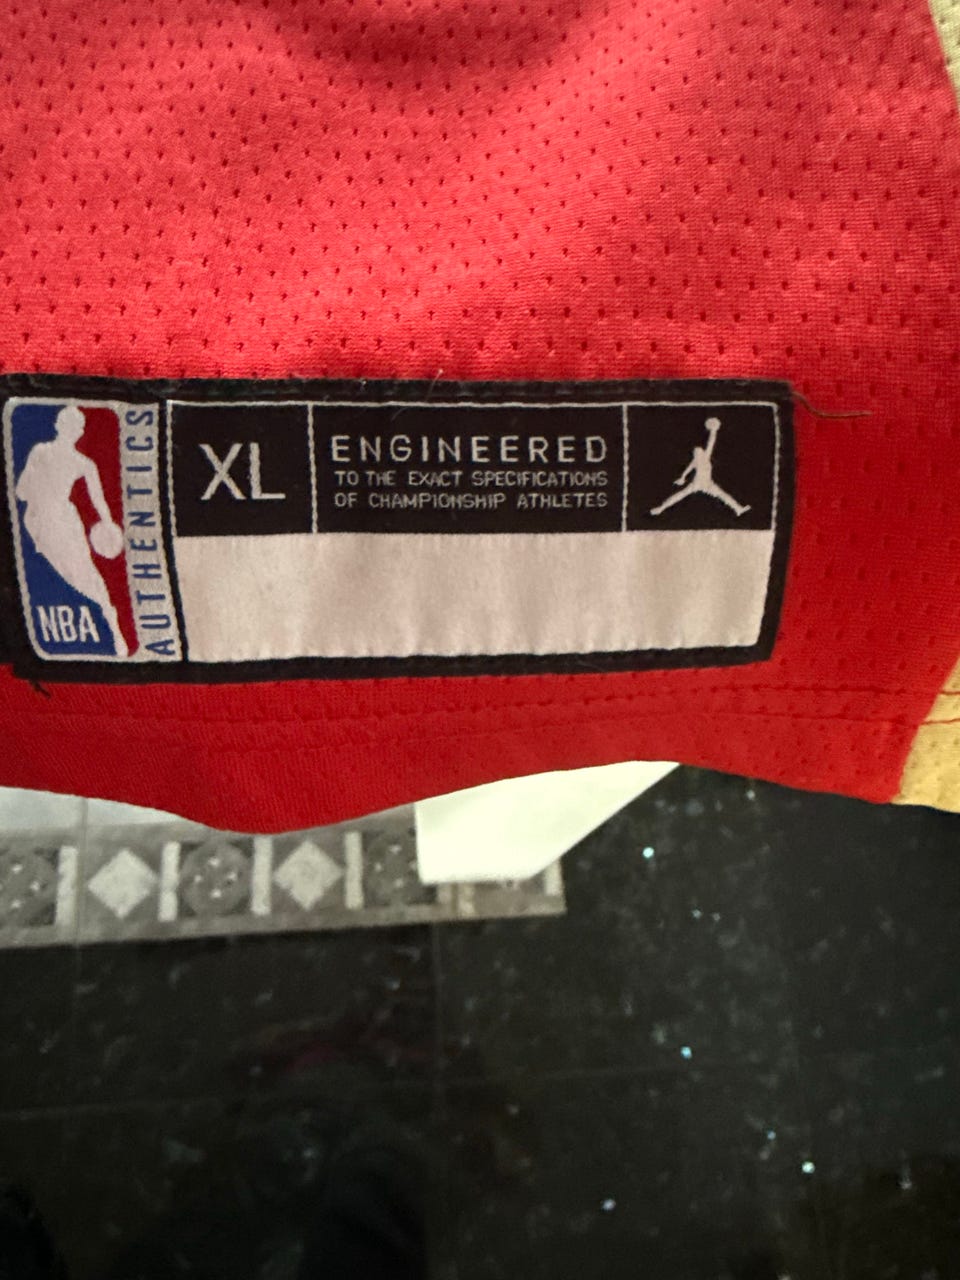 NBA
AUTHENTICS
XL
ENGINEERED
TO THE EXACT SPECIFICATIONS
OF CHAMPIONSHIP ATHLETES